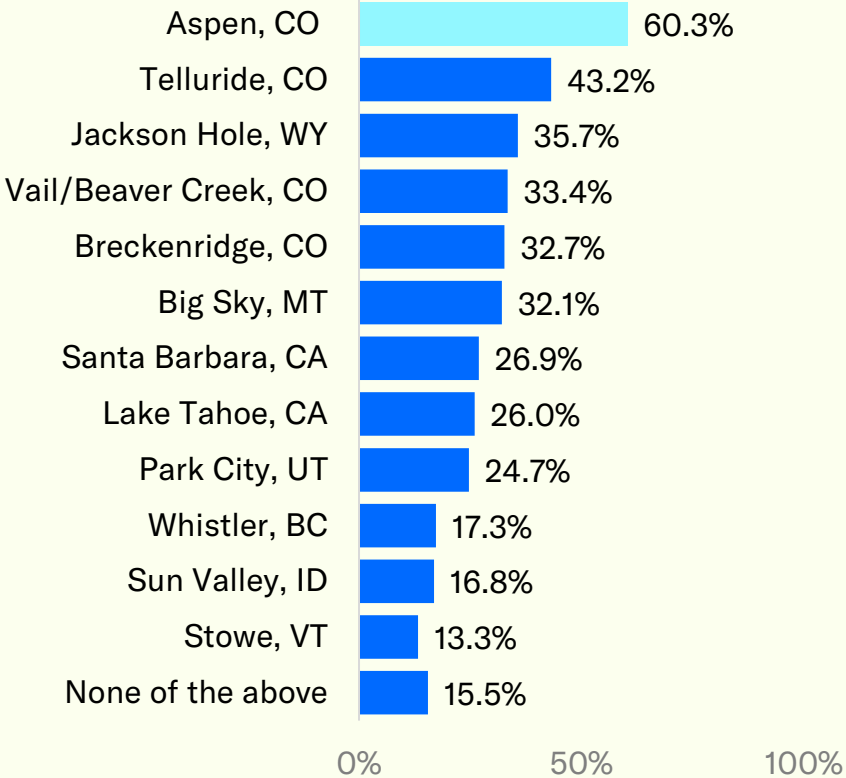 Aspen, CO 60.3%
Telluride, CO 43.2%
Jackson Hole, WY 35.7%
Vail/Beaver Creek, CO 33.4%
Breckenridge, CO 32.7%
Big Sky, MT 32.1%
Santa Barbara, CA 26.9%
Lake Tahoe, CA 26.0%
Park City, UT 24.7%
Whistler, BC 17.3%
Sun Valley, ID 16.8%
Stowe, VT 13.3%
None of the above 15.5%
0% 50% 100%